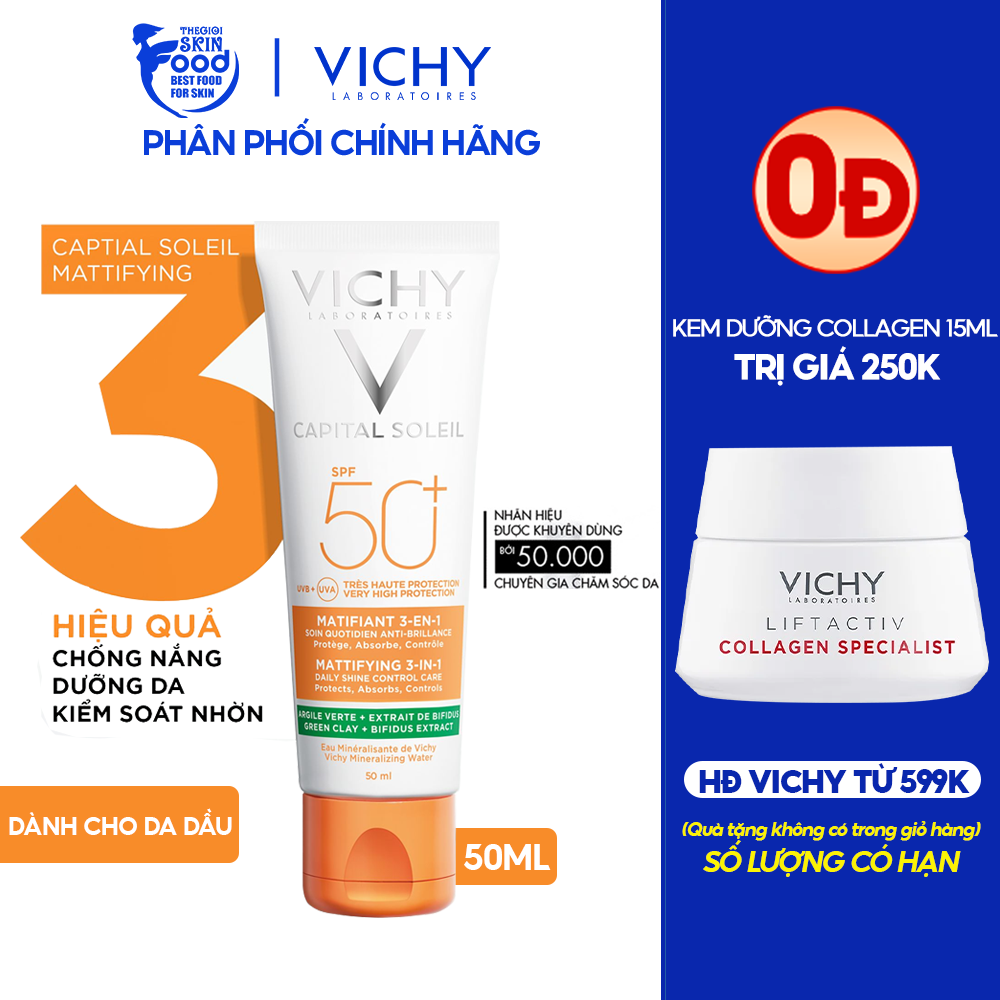 THEGIOI
SKIN
Food
BEST FOOD
FOR SKIN
VICHY
LABORATOIRES
PHÂN PHỐI CHÍNH HÃNG
CAPTIAL SOLEIL
MATTIFYING
3
HIỆU QUẢ
CHỐNG NẮNG
DƯỠNG DA
KIỂM SOÁT NHỜN
DÀNH CHO DA DẦU
VICHY
LABORATOIRES
V
CAPITAL SOLEIL
SPF
50+
UVB + UVA
TRÈS HAUTE PROTECTION
VERY HIGH PROTECTION
MATIFIANT 3-EN-1
SOIN QUOTIDIEN ANTI-BRILLANCE
Protège, Absorbe, Contrôle
MATTIFYING 3-IN-1
DAILY SHINE CONTROL CARE
Protects, Absorbs, Controls
ARGILE VERTE + EXTRAIT DE BIFIDUS
GREEN CLAY + BIFIDUS EXTRACT
Eau Minéralisante de Vichy
Vichy Mineralizing Water
50 ml
50ML
NHÃN HIỆU
ĐƯỢC KHUYÊN DÙNG
BỞI 50.000
CHUYÊN GIA CHĂM SÓC DA
0Đ
KEM DƯỠNG COLLAGEN 15ML
TRỊ GIÁ 250K
VICHY
LABORATOIRES
LIFTACTIV
COLLAGEN SPECIALIST
HĐ VICHY TỪ 599K
(Quà tặng không có trong giỏ hàng)
SỐ LƯỢNG CÓ HẠN